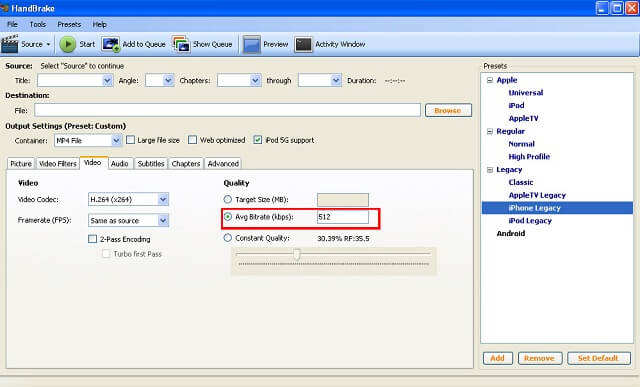 HandBrake
File Tools Presets Help
Source Start Add to Queue Show Queue Preview Activity Window
Source: Select "Source" to continue
Title: Angle: Chapters: through Duration: --:--:--
Destination:
File: Browse
Output Settings (Preset: Custom)
Container: MP4 File Large file size Web optimized iPod 5G support
Picture Video Filters Video Audio Subtitles Chapters Advanced
Video
Video Codec: H.264 (x264)
Framerate (FPS): Same as source
2-Pass Encoding
Turbo first Pass
Quality
Target Size (MB):
Avg Bitrate (kbps): 512
Constant Quality: 30.39% RF:35.5
Presets
Apple
Universal
iPod
AppleTV
Regular
Normal
High Profile
Legacy
Classic
AppleTV Legacy
iPhone Legacy
iPod Legacy
Android
Add Remove Set Default